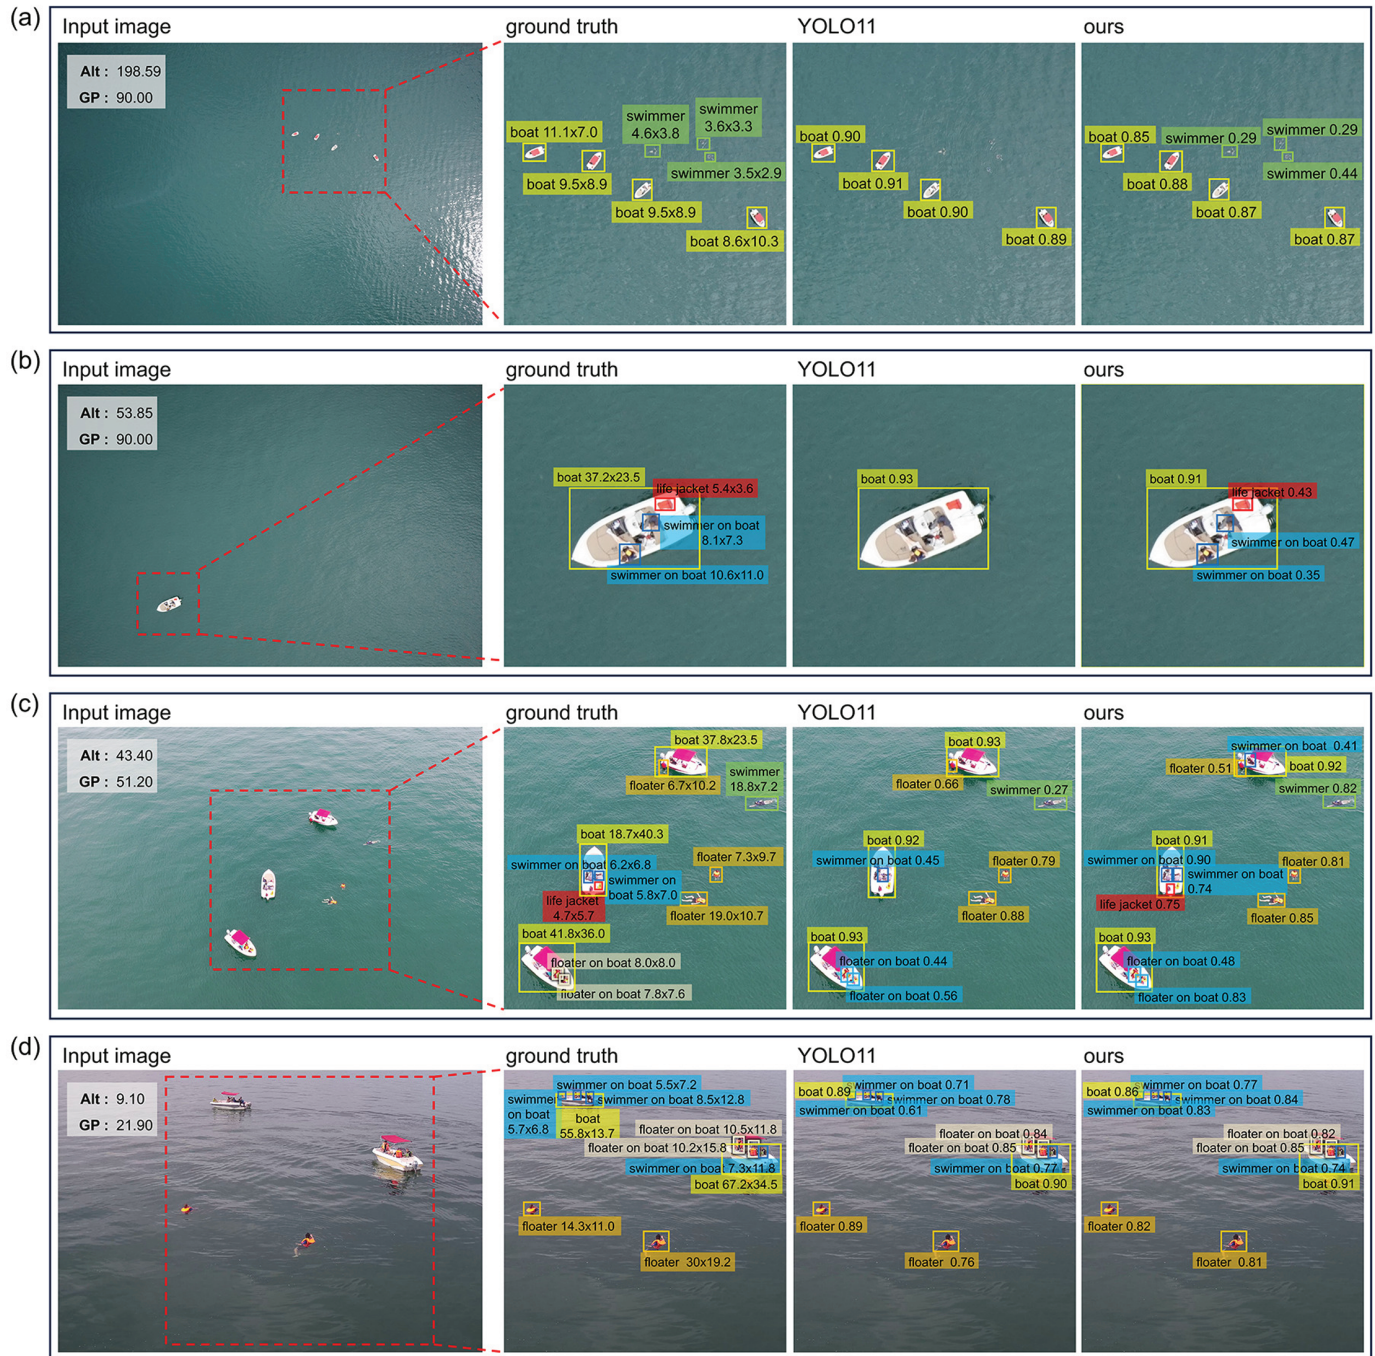 (a)
Input image
ground truth
YOLO11
ours
Alt : 198.59
GP : 90.00
boat 11.1x7.0
swimmer
4.6x3.8
swimmer
3.6x3.3
swimmer 3.5x2.9
boat 9.5x8.9
boat 9.5x8.9
boat 8.6x10.3
boat 0.90
boat 0.91
boat 0.90
boat 0.89
boat 0.85
swimmer 0.29
swimmer 0.29
swimmer 0.44
boat 0.88
boat 0.87
boat 0.87
(b)
Input image
ground truth
YOLO11
ours
Alt : 53.85
GP : 90.00
boat 37.2x23.5
life jacket 5.4x3.6
swimmer on boat
8.1x7.3
swimmer on boat 10.6x11.0
boat 0.93
boat 0.91
life jacket 0.43
swimmer on boat 0.47
swimmer on boat 0.35
(c)
Input image
ground truth
YOLO11
ours
Alt : 43.40
GP : 51.20
boat 37.8x23.5
floater 6.7x10.2
swimmer
18.8x7.2
boat 18.7x40.3
swimmer on boat 6.2x6.8
floater 7.3x9.7
swimmer on
boat 5.8x7.0
life jacket
4.7x5.7
floater 19.0x10.7
boat 41.8x36.0
floater on boat 8.0x8.0
floater on boat 7.8x7.6
boat 0.93
floater 0.66
swimmer 0.27
boat 0.92
swimmer on boat 0.45
floater 0.79
floater 0.88
boat 0.93
floater on boat 0.44
floater on boat 0.56
swimmer on boat 0.41
floater 0.51
boat 0.92
swimmer 0.82
boat 0.91
swimmer on boat 0.90
floater 0.81
swimmer on boat
0.74
life jacket 0.75
floater 0.85
boat 0.93
floater on boat 0.48
floater on boat 0.83
(d)
Input image
ground truth
YOLO11
ours
Alt : 9.10
GP : 21.90
swimmer on boat 5.5x7.2
swimmer
on boat
5.7x6.8
swimmer on boat 8.5x12.8
boat
55.8x13.7
floater on boat 10.5x11.8
floater on boat 10.2x15.8
swimmer on boat 7.3x11.8
boat 67.2x34.5
floater 14.3x11.0
floater 30x19.2
boat 0.89
swimmer on boat 0.71
swimmer on boat 0.78
swimmer on boat 0.61
floater on boat 0.84
floater on boat 0.85
swimmer on boat 0.77
boat 0.90
floater 0.89
floater 0.76
boat 0.86
swimmer on boat 0.77
swimmer on boat 0.84
swimmer on boat 0.83
floater on boat 0.82
floater on boat 0.85
swimmer on boat 0.74
boat 0.91
floater 0.82
floater 0.81